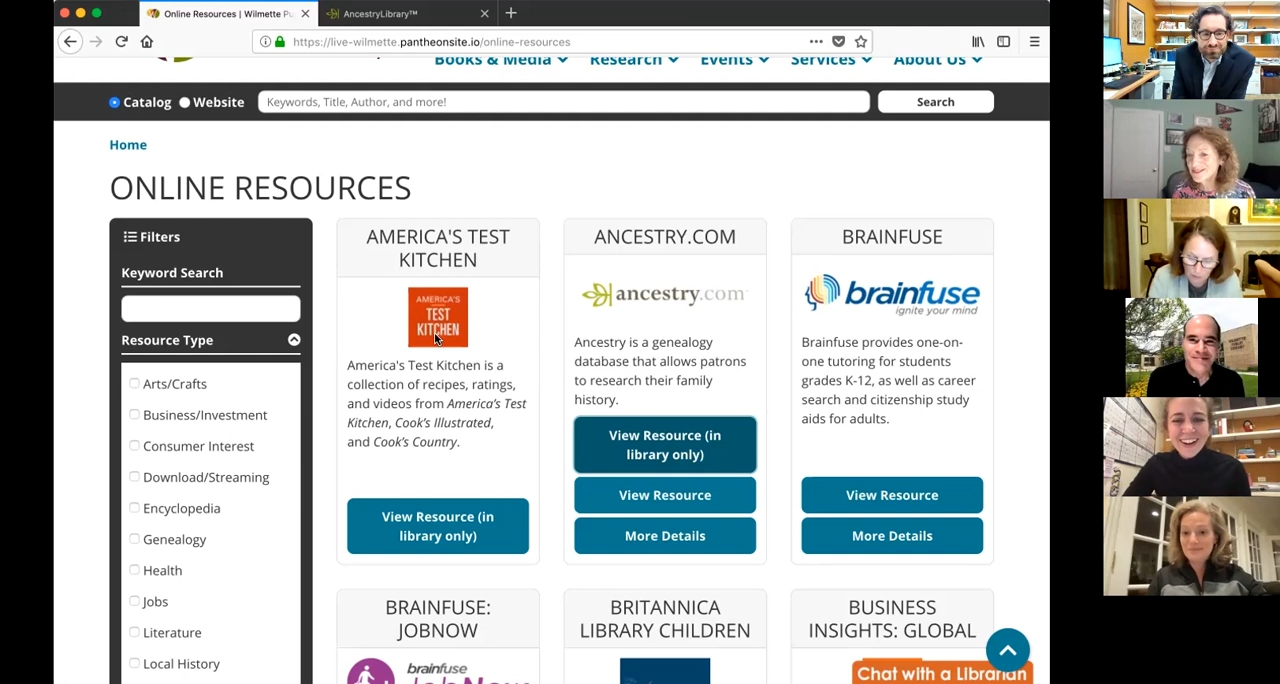 Online Resources | Wilmette Pu
AncestryLibrary™
https://live-wilmette.pantheonsite.io/online-resources
Books & Media
Research
Events
Services
About Us
Catalog
Website
Keywords, Title, Author, and more!
Search
Home
ONLINE RESOURCES
Filters
Keyword Search
Resource Type
Arts/Crafts
Business/Investment
Consumer Interest
Download/Streaming
Encyclopedia
Genealogy
Health
Jobs
Literature
Local History
AMERICA'S TEST
KITCHEN
AMERICA'S
TEST
KITCHEN
America's Test Kitchen is a
collection of recipes, ratings,
and videos from America's Test
Kitchen, Cook's Illustrated,
and Cook's Country.
View Resource (in
library only)
ANCESTRY.COM
ancestry.com
Ancestry is a genealogy
database that allows patrons
to research their family
history.
View Resource (in
library only)
View Resource
More Details
BRAINFUSE
brainfuse
ignite your mind
Brainfuse provides one-on-
one tutoring for students
grades K-12, as well as career
search and citizenship study
aids for adults.
View Resource
More Details
BRAINFUSE:
JOBNOW
brainfuse
JobNow
BRITANNICA
LIBRARY CHILDREN
BUSINESS
INSIGHTS: GLOBAL
Chat with a Librarian